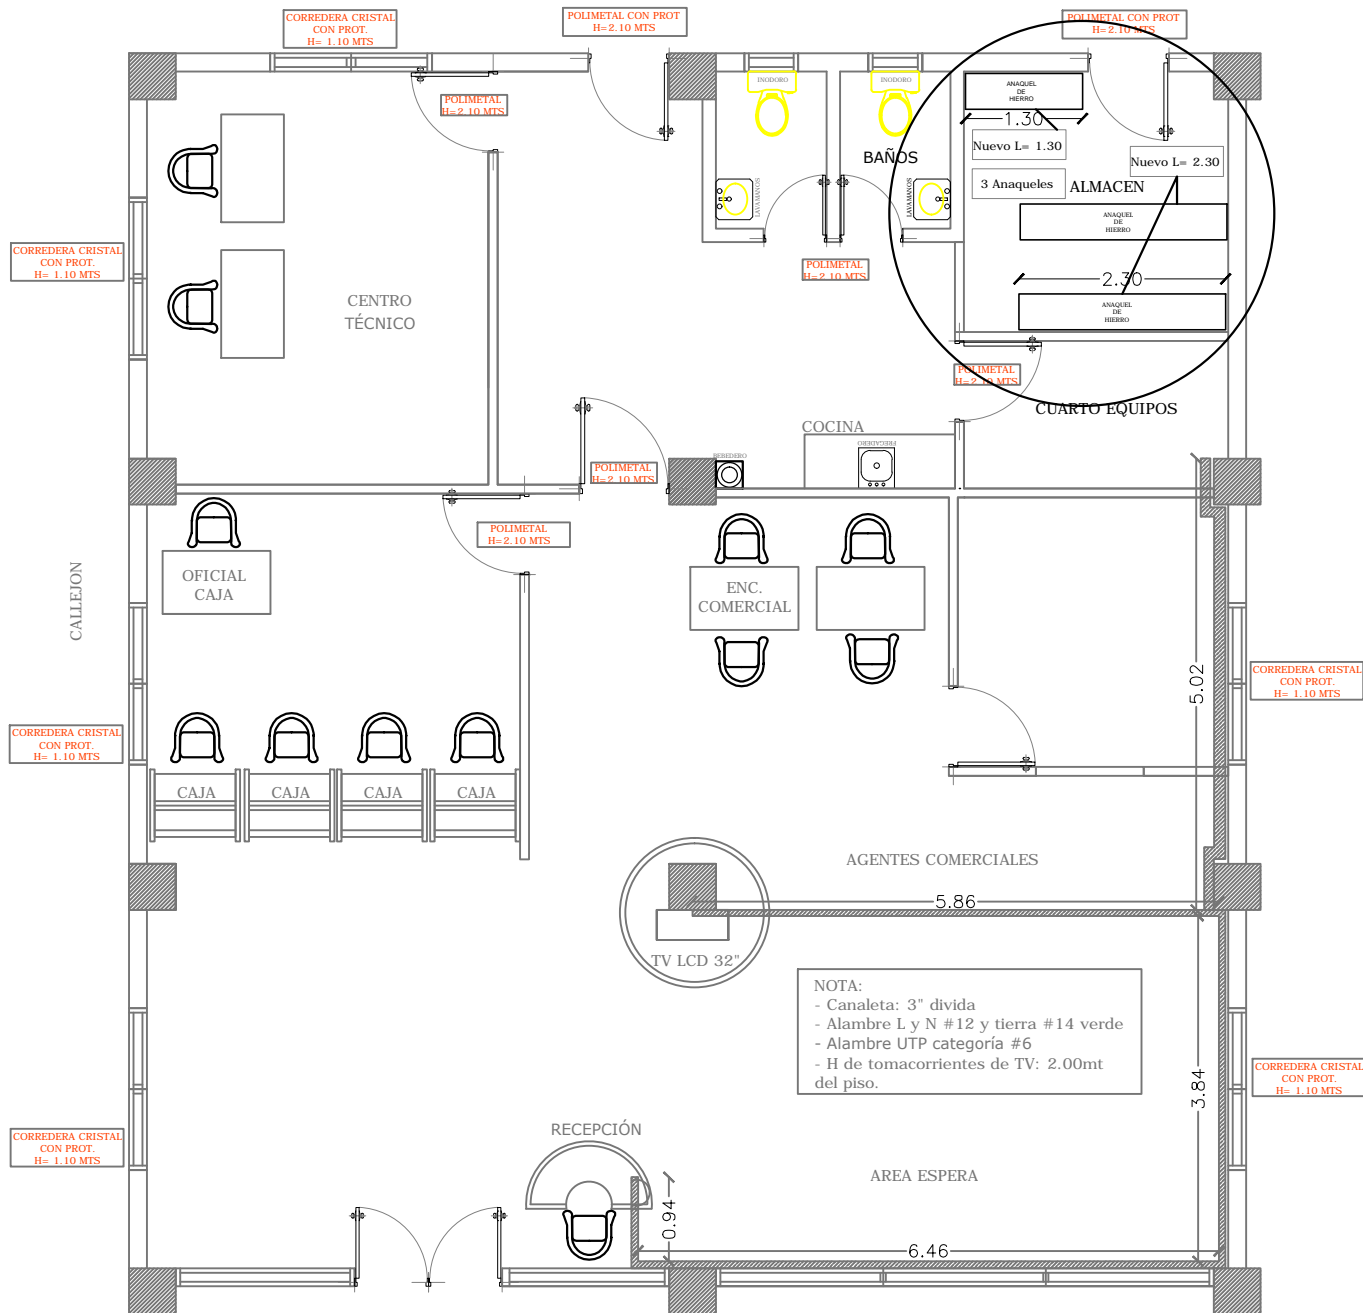 CORREDERA CRISTAL
CON PROT.
H= 1.10 MTS
POLIMETAL CON PROT
H=2.10 MTS
POLIMETAL CON PROT
H=2.10 MTS
POLIMETAL
H=2.10 MTS
INODORO
INODORO
ANAQUEL
DE
HIERRO
1.30
Nuevo L= 1.30
Nuevo L= 2.30
BAÑOS
3 Anaqueles
ALMACEN
LAVAMANOS
LAVAMANOS
ANAQUEL
DE
HIERRO
CORREDERA CRISTAL
CON PROT.
H= 1.10 MTS
POLIMETAL
H=2.10 MTS
2.30
CENTRO
TÉCNICO
ANAQUEL
DE
HIERRO
POLIMETAL
H=2.10 MTS
CUARTO EQUIPOS
COCINA
FREGADERO
BEBEDERO
POLIMETAL
H=2.10 MTS
POLIMETAL
H=2.10 MTS
OFICIAL
CAJA
ENC.
COMERCIAL
CALLEJON
5.02
CORREDERA CRISTAL
CON PROT.
H= 1.10 MTS
CORREDERA CRISTAL
CON PROT.
H= 1.10 MTS
CAJA
CAJA
CAJA
CAJA
AGENTES COMERCIALES
5.86
TV LCD 32"
NOTA:
- Canaleta: 3" divida
- Alambre L y N #12 y tierra #14 verde
- Alambre UTP categoría #6
- H de tomacorrientes de TV: 2.00mt
del piso.
3.84
CORREDERA CRISTAL
CON PROT.
H= 1.10 MTS
CORREDERA CRISTAL
CON PROT.
H= 1.10 MTS
RECEPCIÓN
AREA ESPERA
0.94
6.46